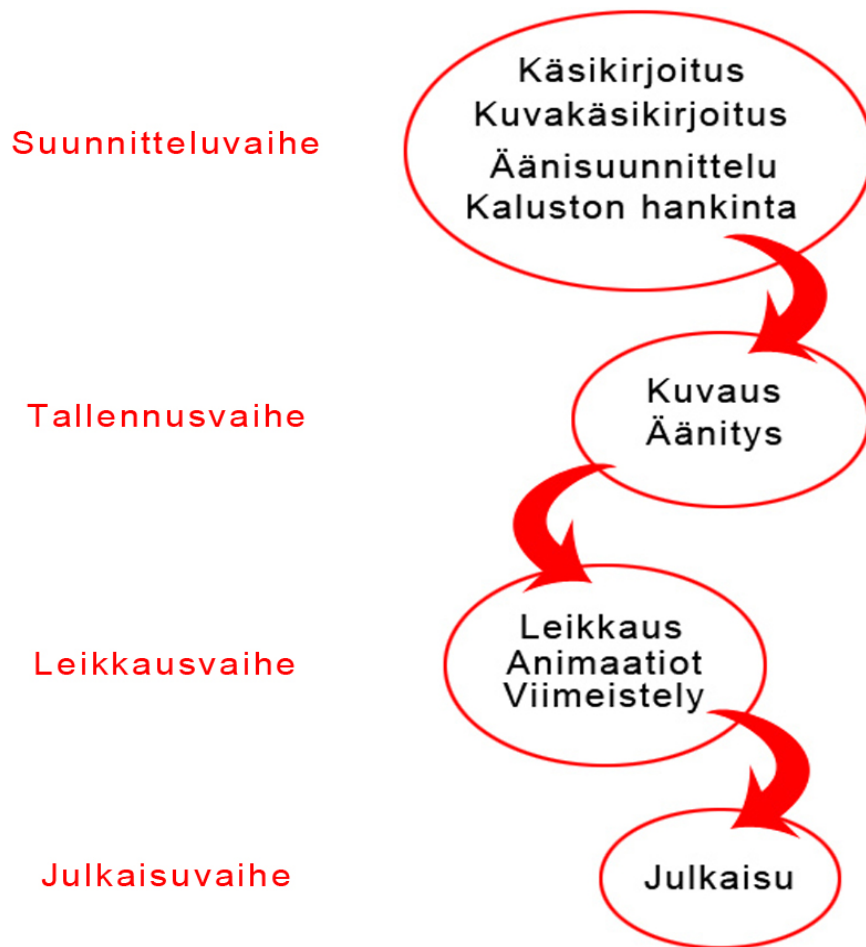 Suunnitteluvaihe
Käsikirjoitus
Kuvakäsikirjoitus
Äänisuunnittelu
Kaluston hankinta
Tallennusvaihe
Kuvaus
Äänitys
Leikkausvaihe
Leikkaus
Animaatiot
Viimeistely
Julkaisuvaihe
Julkaisu